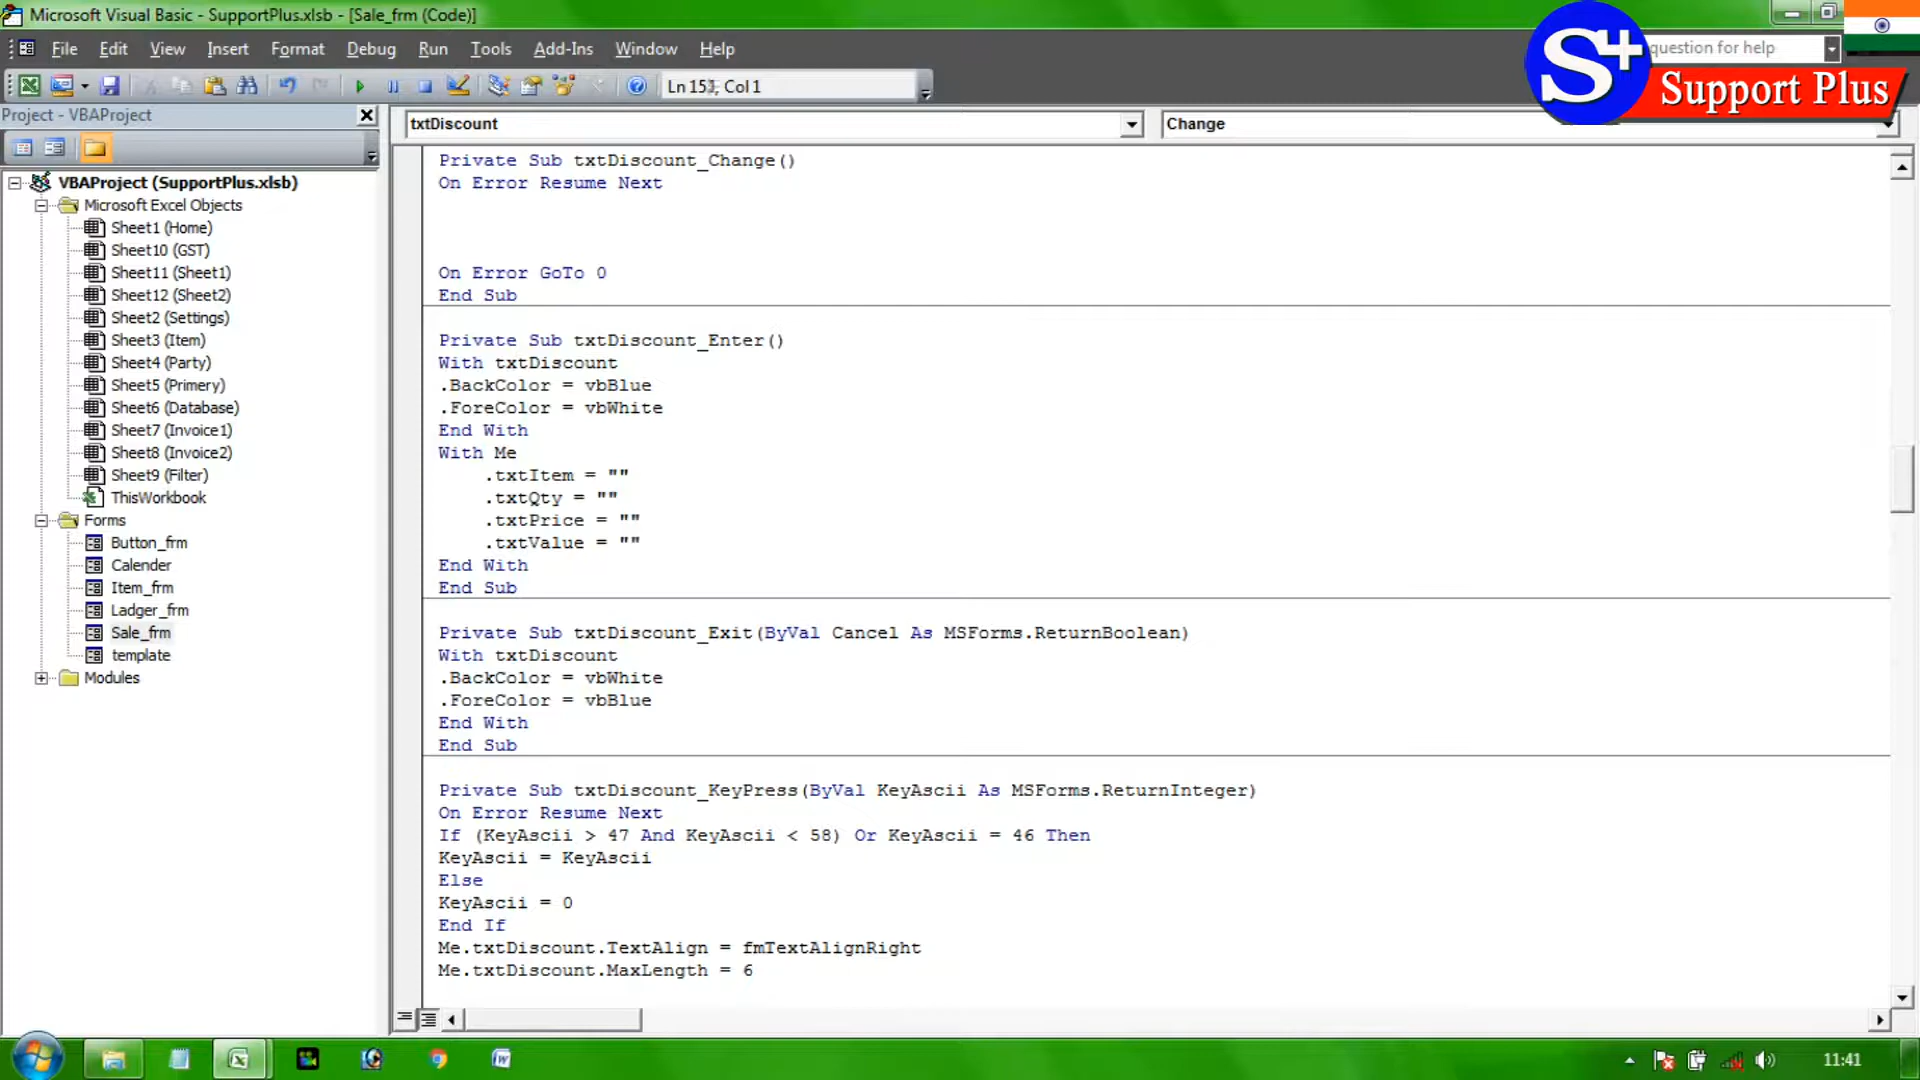 Microsoft Visual Basic - SupportPlus.xlsb - [Sale_frm (Code)]
File Edit View Insert Format Debug Run Tools Add-Ins Window Help
question for help
S+
Support Plus
Ln 153, Col 1
Project - VBAProject
txtDiscount
Change
VBAProject (SupportPlus.xlsb)
Microsoft Excel Objects
Sheet1 (Home)
Sheet10 (GST)
Sheet11 (Sheet1)
Sheet12 (Sheet2)
Sheet2 (Settings)
Sheet3 (Item)
Sheet4 (Party)
Sheet5 (Primery)
Sheet6 (Database)
Sheet7 (Invoice1)
Sheet8 (Invoice2)
Sheet9 (Filter)
ThisWorkbook
Forms
Button_frm
Calender
Item_frm
Ladger_frm
Sale_frm
template
Modules
Private Sub txtDiscount_Change()
On Error Resume Next
On Error GoTo 0
End Sub
Private Sub txtDiscount_Enter()
With txtDiscount
.BackColor = vbBlue
.ForeColor = vbWhite
End With
With Me
.txtItem = ""
.txtQty = ""
.txtPrice = ""
.txtValue = ""
End With
End Sub
Private Sub txtDiscount_Exit(ByVal Cancel As MSForms.ReturnBoolean)
With txtDiscount
.BackColor = vbWhite
.ForeColor = vbBlue
End With
End Sub
Private Sub txtDiscount_KeyPress(ByVal KeyAscii As MSForms.ReturnInteger)
On Error Resume Next
If (KeyAscii > 47 And KeyAscii < 58) Or KeyAscii = 46 Then
KeyAscii = KeyAscii
Else
KeyAscii = 0
End If
Me.txtDiscount.TextAlign = fmTextAlignRight
Me.txtDiscount.MaxLength = 6
11:41